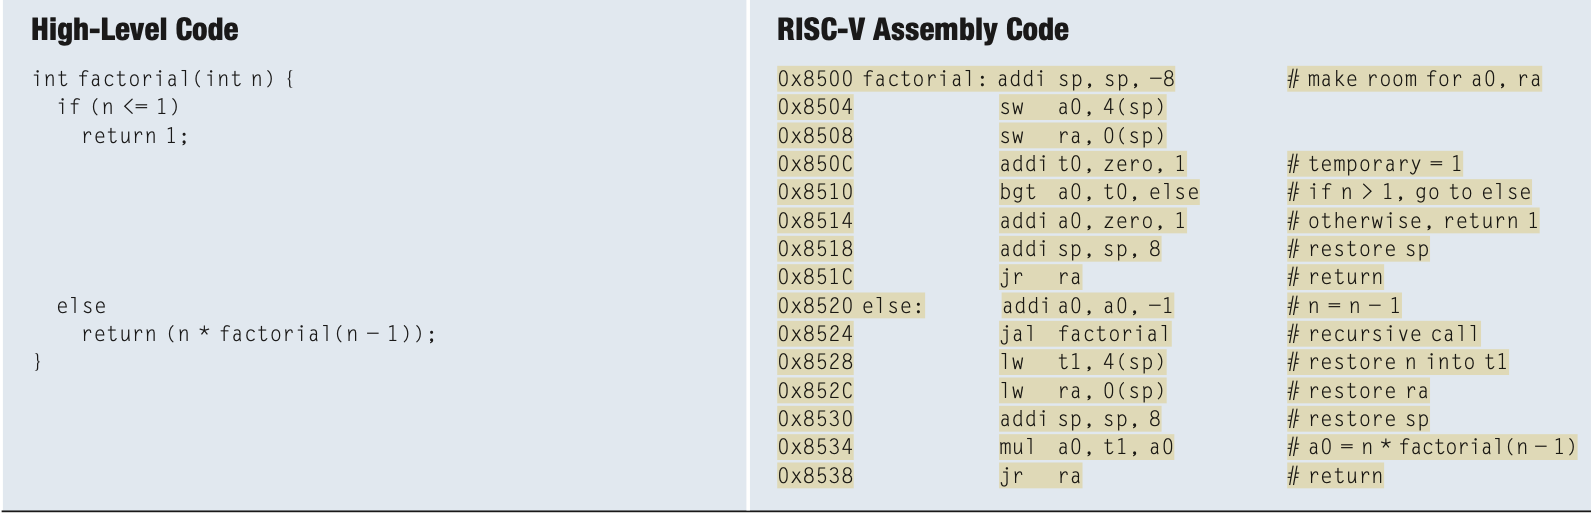 High-Level Code
int factorial(int n) {
  if (n <= 1)
    return 1;
  else
    return (n * factorial(n − 1));
}
RISC-V Assembly Code
0x8500 factorial: addi sp, sp, −8 # make room for a0, ra
0x8504 sw a0, 4(sp)
0x8508 sw ra, 0(sp)
0x850C addi t0, zero, 1 # temporary = 1
0x8510 bgt a0, t0, else # if n > 1, go to else
0x8514 addi a0, zero, 1 # otherwise, return 1
0x8518 addi sp, sp, 8 # restore sp
0x851C jr ra # return
0x8520 else: addi a0, a0, −1 # n = n − 1
0x8524 jal factorial # recursive call
0x8528 lw t1, 4(sp) # restore n into t1
0x852C lw ra, 0(sp) # restore ra
0x8530 addi sp, sp, 8 # restore sp
0x8534 mul a0, t1, a0 # a0 = n * factorial(n − 1)
0x8538 jr ra # return